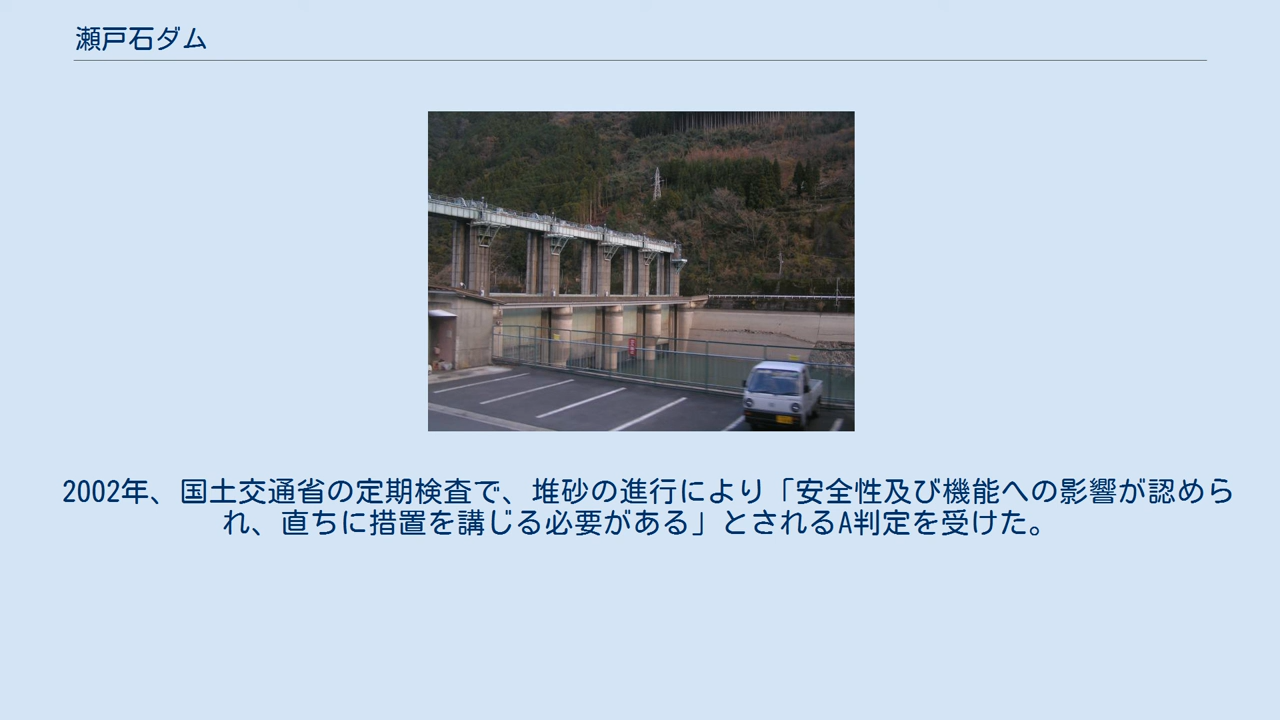 瀬戸石ダム
2002年、国土交通省の定期検査で、堆砂の進行により「安全性及び機能への影響が認めら
れ、直ちに措置を講じる必要がある」とされるA判定を受けた。